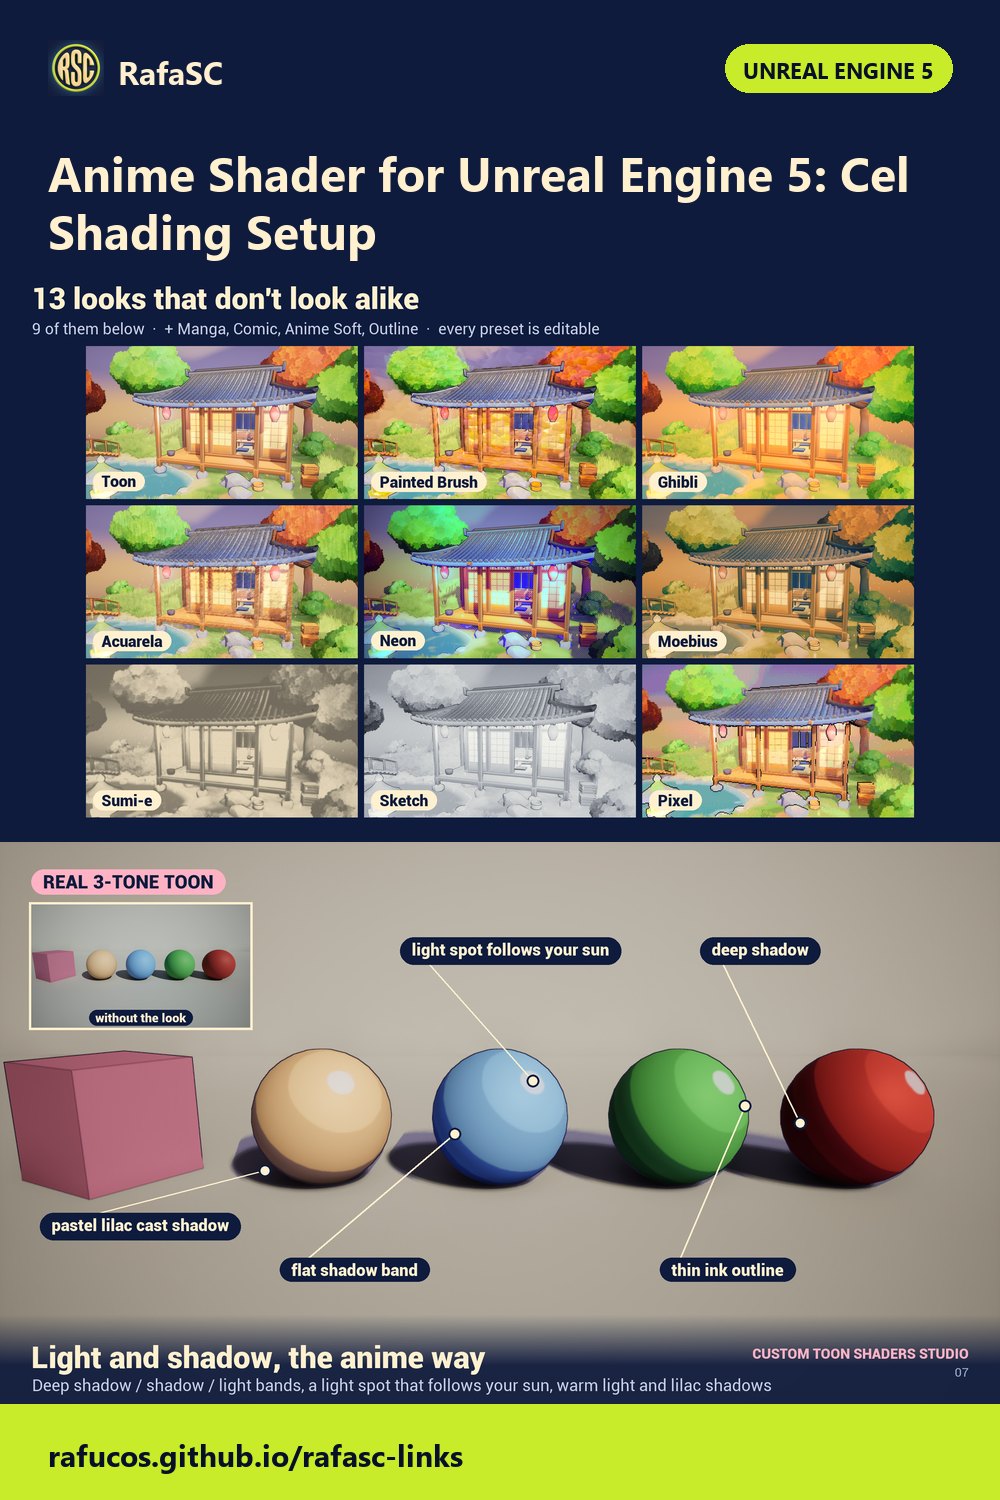 RSC
RafaSC
UNREAL ENGINE 5
Anime Shader for Unreal Engine 5: Cel
Shading Setup
13 looks that don't look alike
9 of them below · + Manga, Comic, Anime Soft, Outline · every preset is editable
Toon
Painted Brush
Ghibli
Acuarela
Neon
Moebius
Sumi-e
Sketch
Pixel
REAL 3-TONE TOON
without the look
light spot follows your sun
deep shadow
pastel lilac cast shadow
flat shadow band
thin ink outline
Light and shadow, the anime way
Deep shadow / shadow / light bands, a light spot that follows your sun, warm light and lilac shadows
CUSTOM TOON SHADERS STUDIO
07
rafucos.github.io/rafasc-links